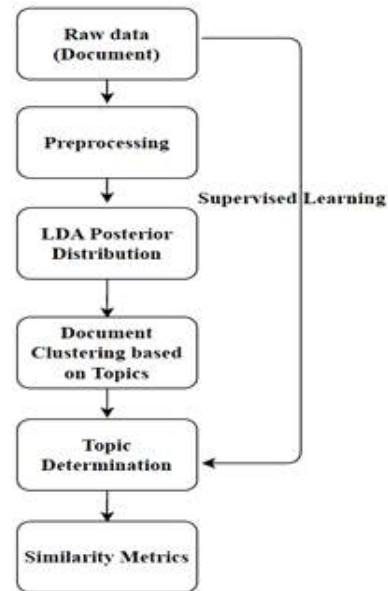 Raw data
(Document)
Preprocessing
Supervised Learning
LDA Posterior
Distribution
Document
Clustering based
on Topics
Topic
Determination
Similarity Metrics